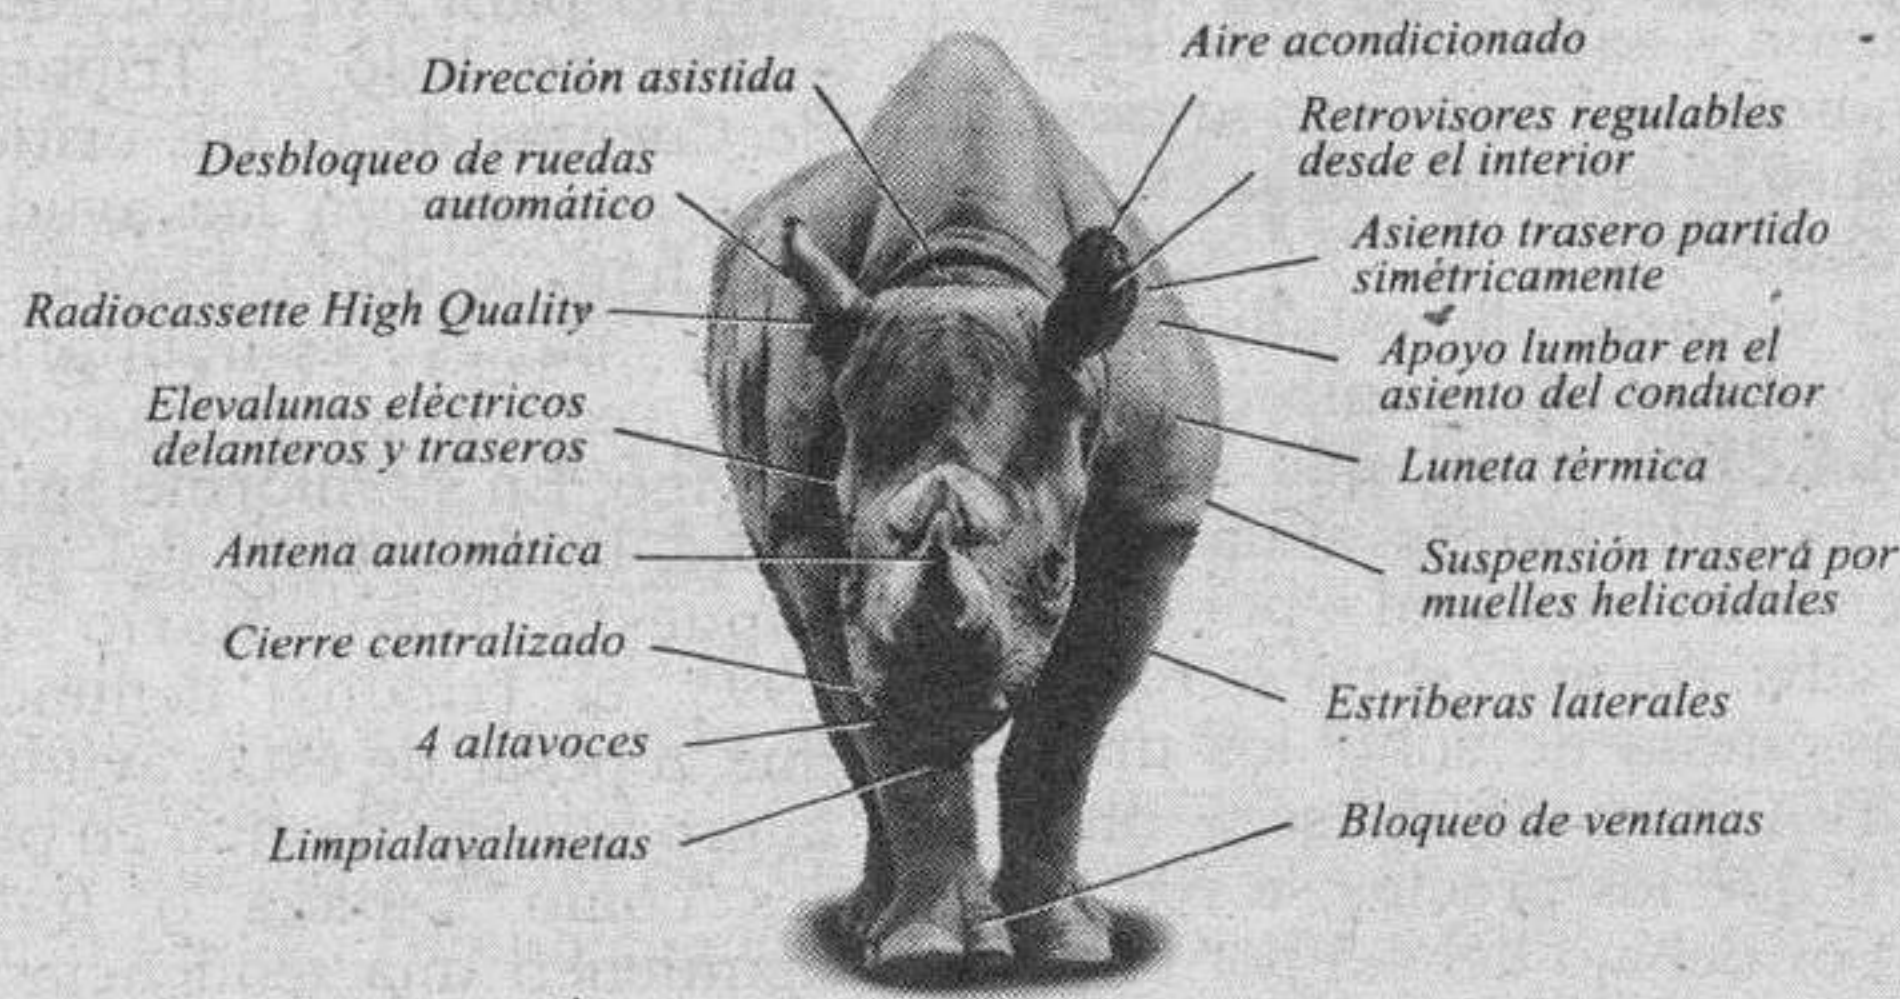 Dirección asistida
Desbloqueo de ruedas
automático
Radiocassette High Quality
Elevalunas eléctricos
delanteros y traseros
Antena automática
Cierre centralizado
4 altavoces
Limpialavalunetas
Aire acondicionado
Retrovisores regulables
desde el interior
Asiento trasero partido
simétricamente
Apoyo lumbar en el
asiento del conductor
Luneta térmica
Suspensión trasera por
muelles helicoidales
Estriberas laterales
Bloqueo de ventanas